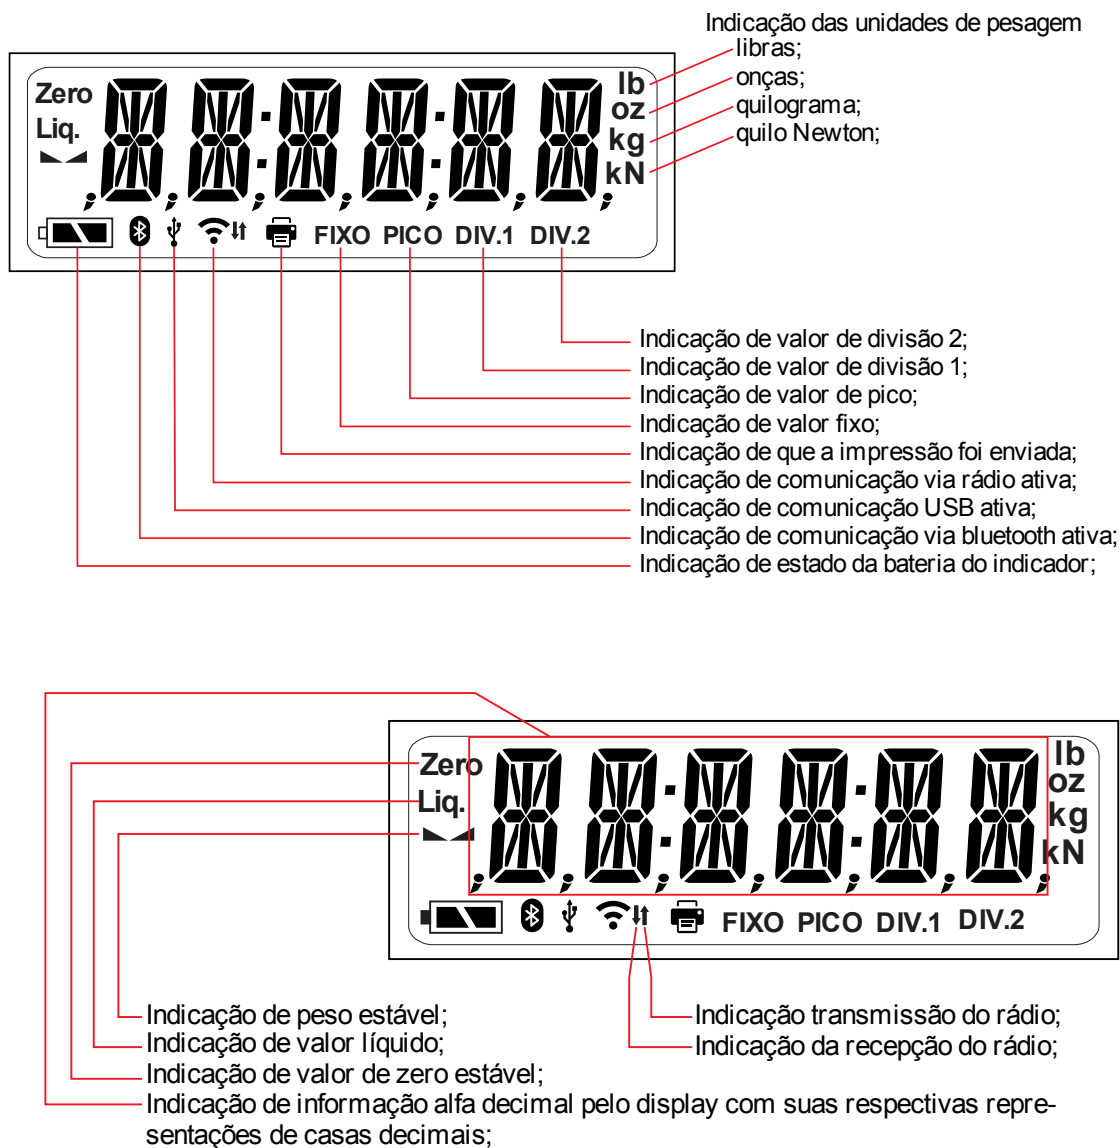 Indicação das unidades de pesagem
libras;
onças;
quilograma;
quilo Newton;
Zero
Liq.
lb
oz
kg
kN
FIXO PICO DIV.1 DIV.2
Indicação de valor de divisão 2;
Indicação de valor de divisão 1;
Indicação de valor de pico;
Indicação de valor fixo;
Indicação de que a impressão foi enviada;
Indicação de comunicação via rádio ativa;
Indicação de comunicação USB ativa;
Indicação de comunicação via bluetooth ativa;
Indicação de estado da bateria do indicador;
Zero
Liq.
lb
oz
kg
kN
FIXO PICO DIV.1 DIV.2
Indicação de peso estável;
Indicação de valor líquido;
Indicação de valor de zero estável;
Indicação de informação alfa decimal pelo display com suas respectivas repre-
sentações de casas decimais;
Indicação transmissão do rádio;
Indicação da recepção do rádio;